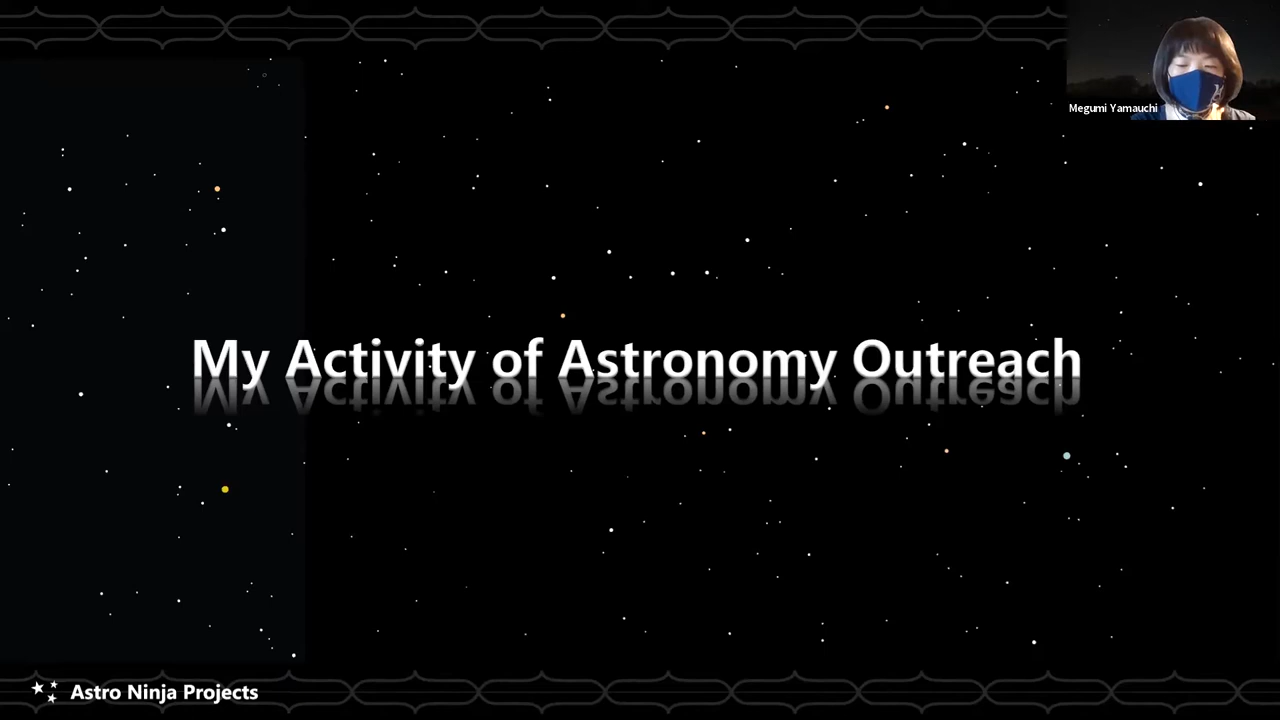 Megumi Yamauchi
My Activity of Astronomy Outreach
Astro Ninja Projects